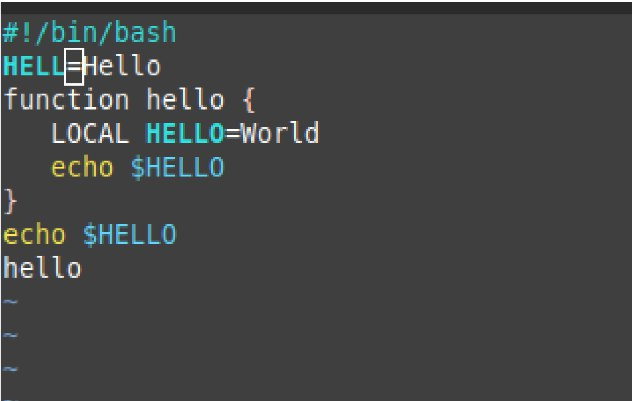 #!/bin/bash
HELL=Hello
function hello {
   LOCAL HELLO=World
   echo $HELLO
}
echo $HELLO
hello
~
~
~
~